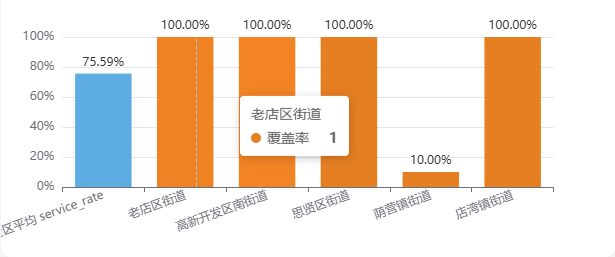 100.00%
100.00%
100.00%
100.00%
100%
75.59%
80%
60%
老店区街道
覆盖率 1
40%
20%
10.00%
0%
区平均 service_rate
老店区街道
高新开发区南街道
思贤区街道
荫营镇街道
店湾镇街道